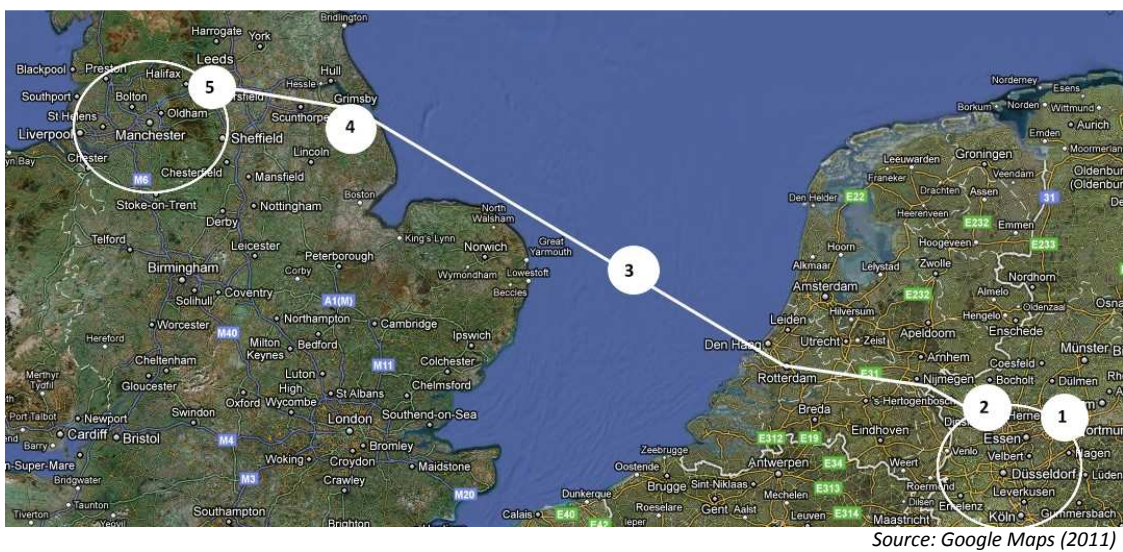 Bridlington
Harrogate
York
Leeds
Blackpool
Preston
Halifax
Hull
Hessle
5
Southport
Bolton
Grimsby
Scunthorpe
St Helens
Oldham
4
Liverpool
Manchester
Sheffield
Lincoln
Chester
M6
Chesterfield
Mansfield
Stoke-on-Trent
Boston
Nottingham
Derby
North
Walsham
King's Lynn
Norwich
Great
Yarmouth
Telford
Leicester
Peterborough
Wymondham
Lowestoft
Beccles
3
Birmingham
Corby
Solihull
Coventry
A1(M)
Worcester
M40
Northampton
Cambridge
Ipswich
Hereford
Milton
Keynes
Bedford
M11
Colchester
Cheltenham
Luton
Chelmsford
Merthyr
Tydfil
Gloucester
Oxford
High
Wycombe
St Albans
Port Talbot
Newport
Swindon
Southend-on-Sea
London
Cardiff
Bristol
M4
Bromley
Woking
Croydon
Maidstone
Bridgwater
M3
Crawley
M20
Taunton
Tiverton
Yeovil
Southampton
Brighton
Norderney
Esens
Borkum
Norden
Wittmund
Aurich
Emden
Leeuwarden
Groningen
Moormerland
Franeker
Veendam
Oldenburg
(Oldenbur
Drachten
Assen
Den Helder
E22
31
Heerenveen
E232
Emmen
Hoogeveen
E233
Hoorn
Alkmaar
Lelystad
Zwolle
Nordhorn
Amsterdam
E232
Almelo
Osna
Hilversum
Hengelo
Oldenzaal
Leiden
Apeldoorn
Enschede
Den Haag
Utrecht
Zeist
Münster
Arnhem
Coesfeld
Rotterdam
E31
Nijmegen
Bocholt
Dülmen
's-Hertogenbosch
2
1
Herne
Breda
Essen
Eindhoven
E312
E19
Venlo
Velbert
Hagen
Zeebrugge
Antwerpen
E34
Weert
Düsseldorf
Oostende
Brugge
Sint-Niklaas
E313
Roermond
Leverkusen
Dunkerque
Mechelen
Calais
E40
Roeselare
Gent
Aalst
Leuven
E314
Maastricht
Köln
Gummersbach
E42
Ieper
Source: Google Maps (2011)